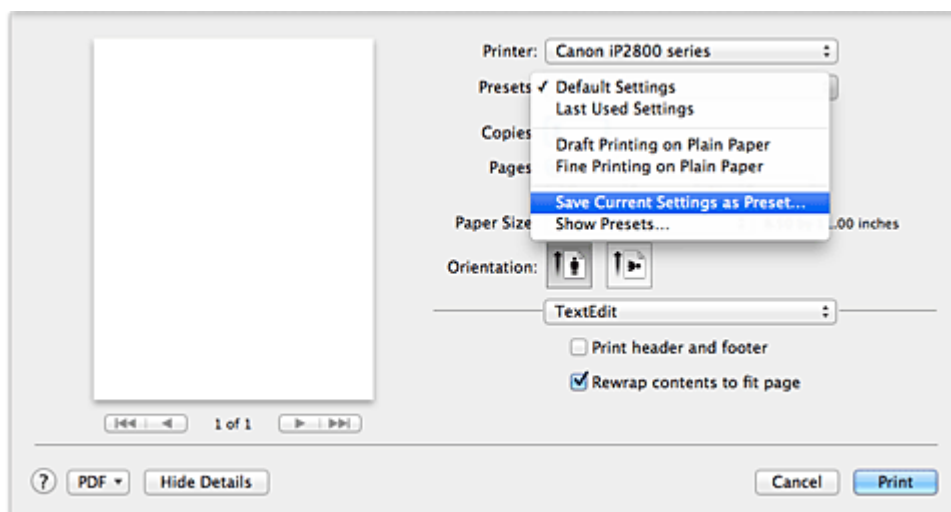 Printer: Canon iP2800 series
Presets ✓ Default Settings
Last Used Settings
Copies
Draft Printing on Plain Paper
Pages Fine Printing on Plain Paper
Save Current Settings as Preset...
Paper Size Show Presets... .00 inches
Orientation:
TextEdit
Print header and footer
Rewrap contents to fit page
1 of 1
? PDF Hide Details Cancel Print